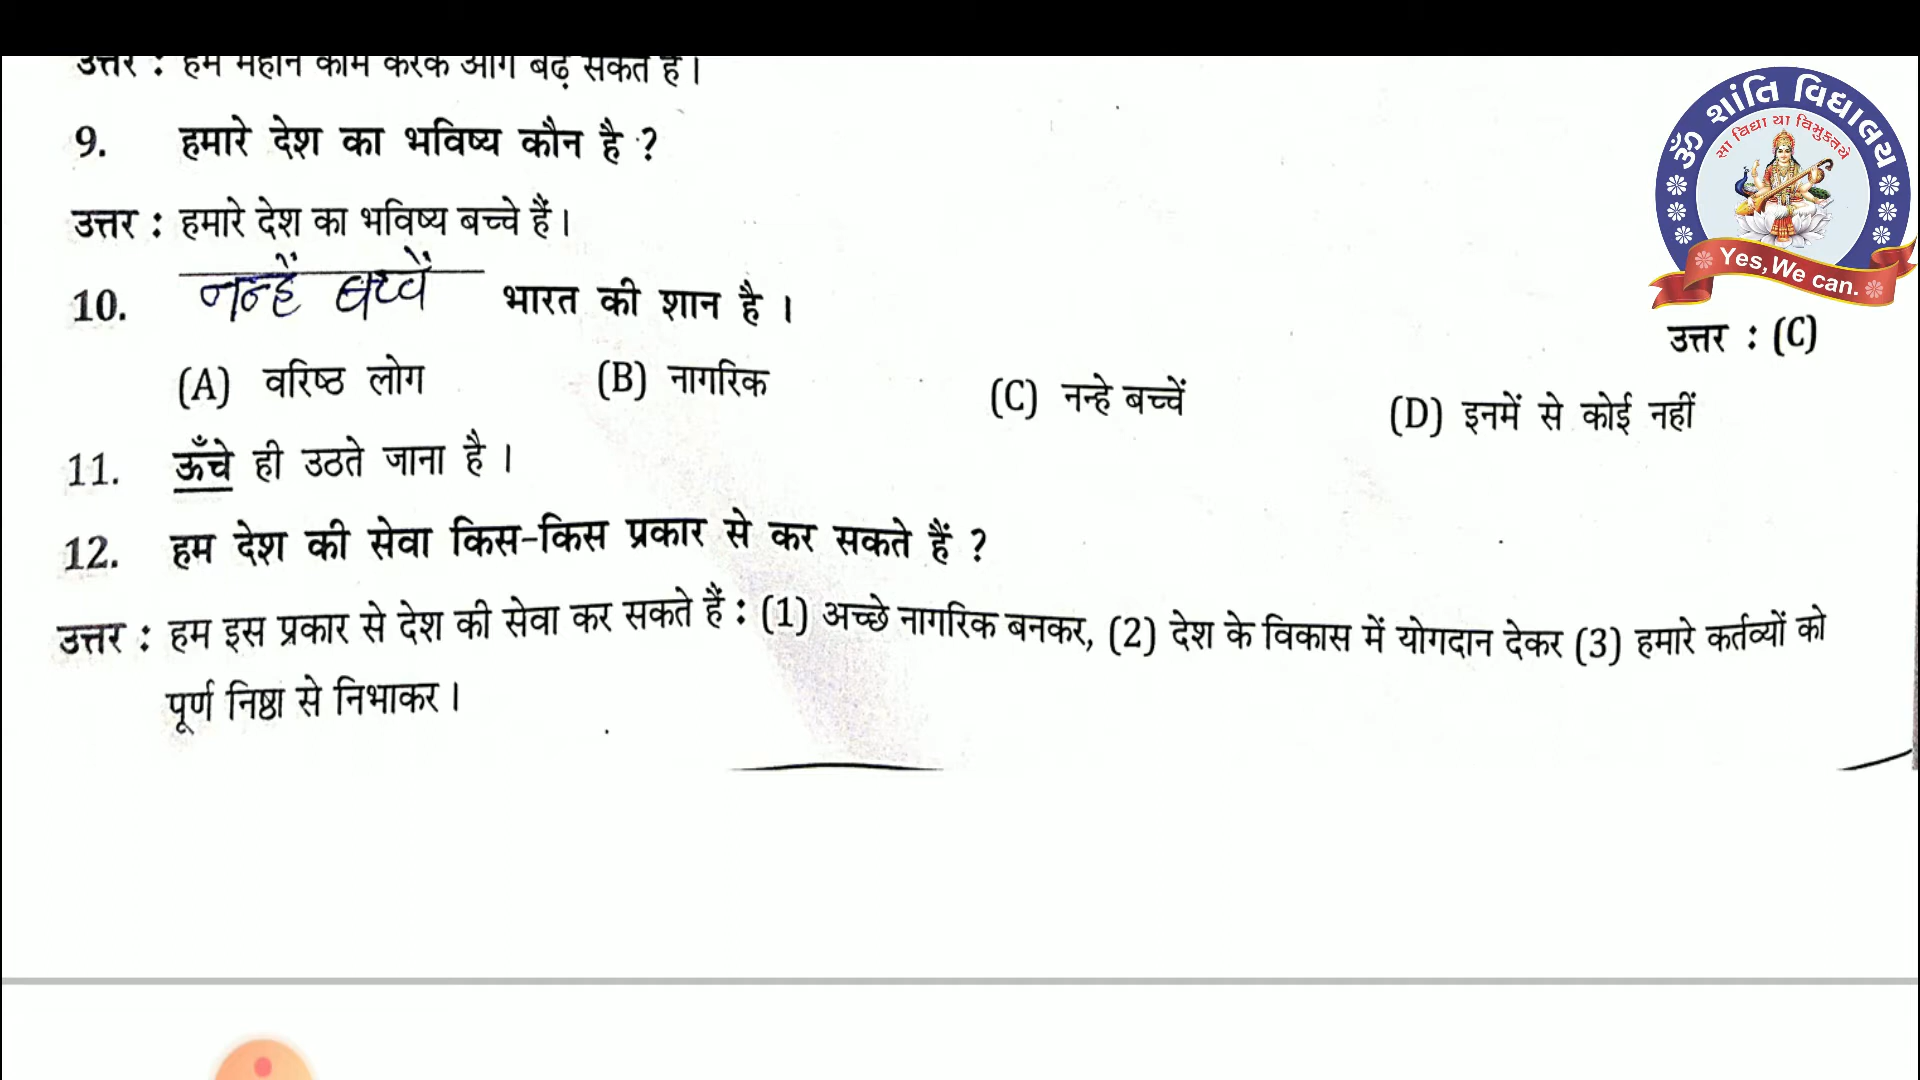 उत्तर : हम महान काम करके आगे बढ़ सकते हैं।
9. हमारे देश का भविष्य कौन है ?
उत्तर : हमारे देश का भविष्य बच्चे हैं।
10. नन्हें बच्चें भारत की शान है ।
उत्तर : (C)
(A) वरिष्ठ लोग (B) नागरिक (C) नन्हे बच्चें (D) इनमें से कोई नहीं
11. ऊँचे ही उठते जाना है ।
12. हम देश की सेवा किस-किस प्रकार से कर सकते हैं ?
उत्तर : हम इस प्रकार से देश की सेवा कर सकते हैं : (1) अच्छे नागरिक बनकर, (2) देश के विकास में योगदान देकर (3) हमारे कर्तव्यों को
पूर्ण निष्ठा से निभाकर ।
ૐ શાંતિ વિદ્યાલય
સા વિદ્યા યા વિમુક્તયે
Yes, We can.